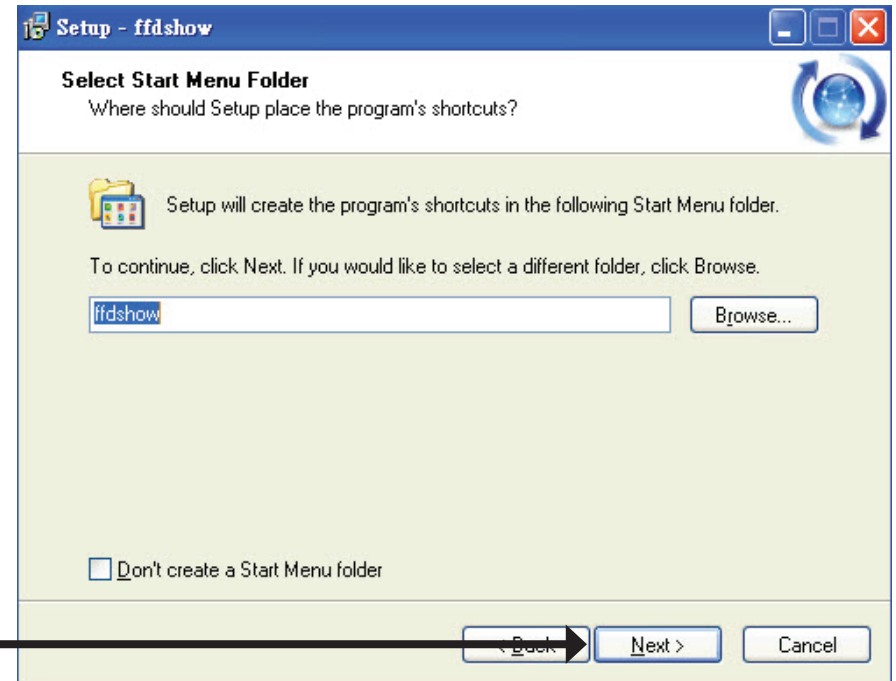 Setup - ffdshow
Select Start Menu Folder
Where should Setup place the program's shortcuts?
Setup will create the program's shortcuts in the following Start Menu folder.
To continue, click Next. If you would like to select a different folder, click Browse.
ffdshow
Browse...
Don't create a Start Menu folder
< Back
Next >
Cancel